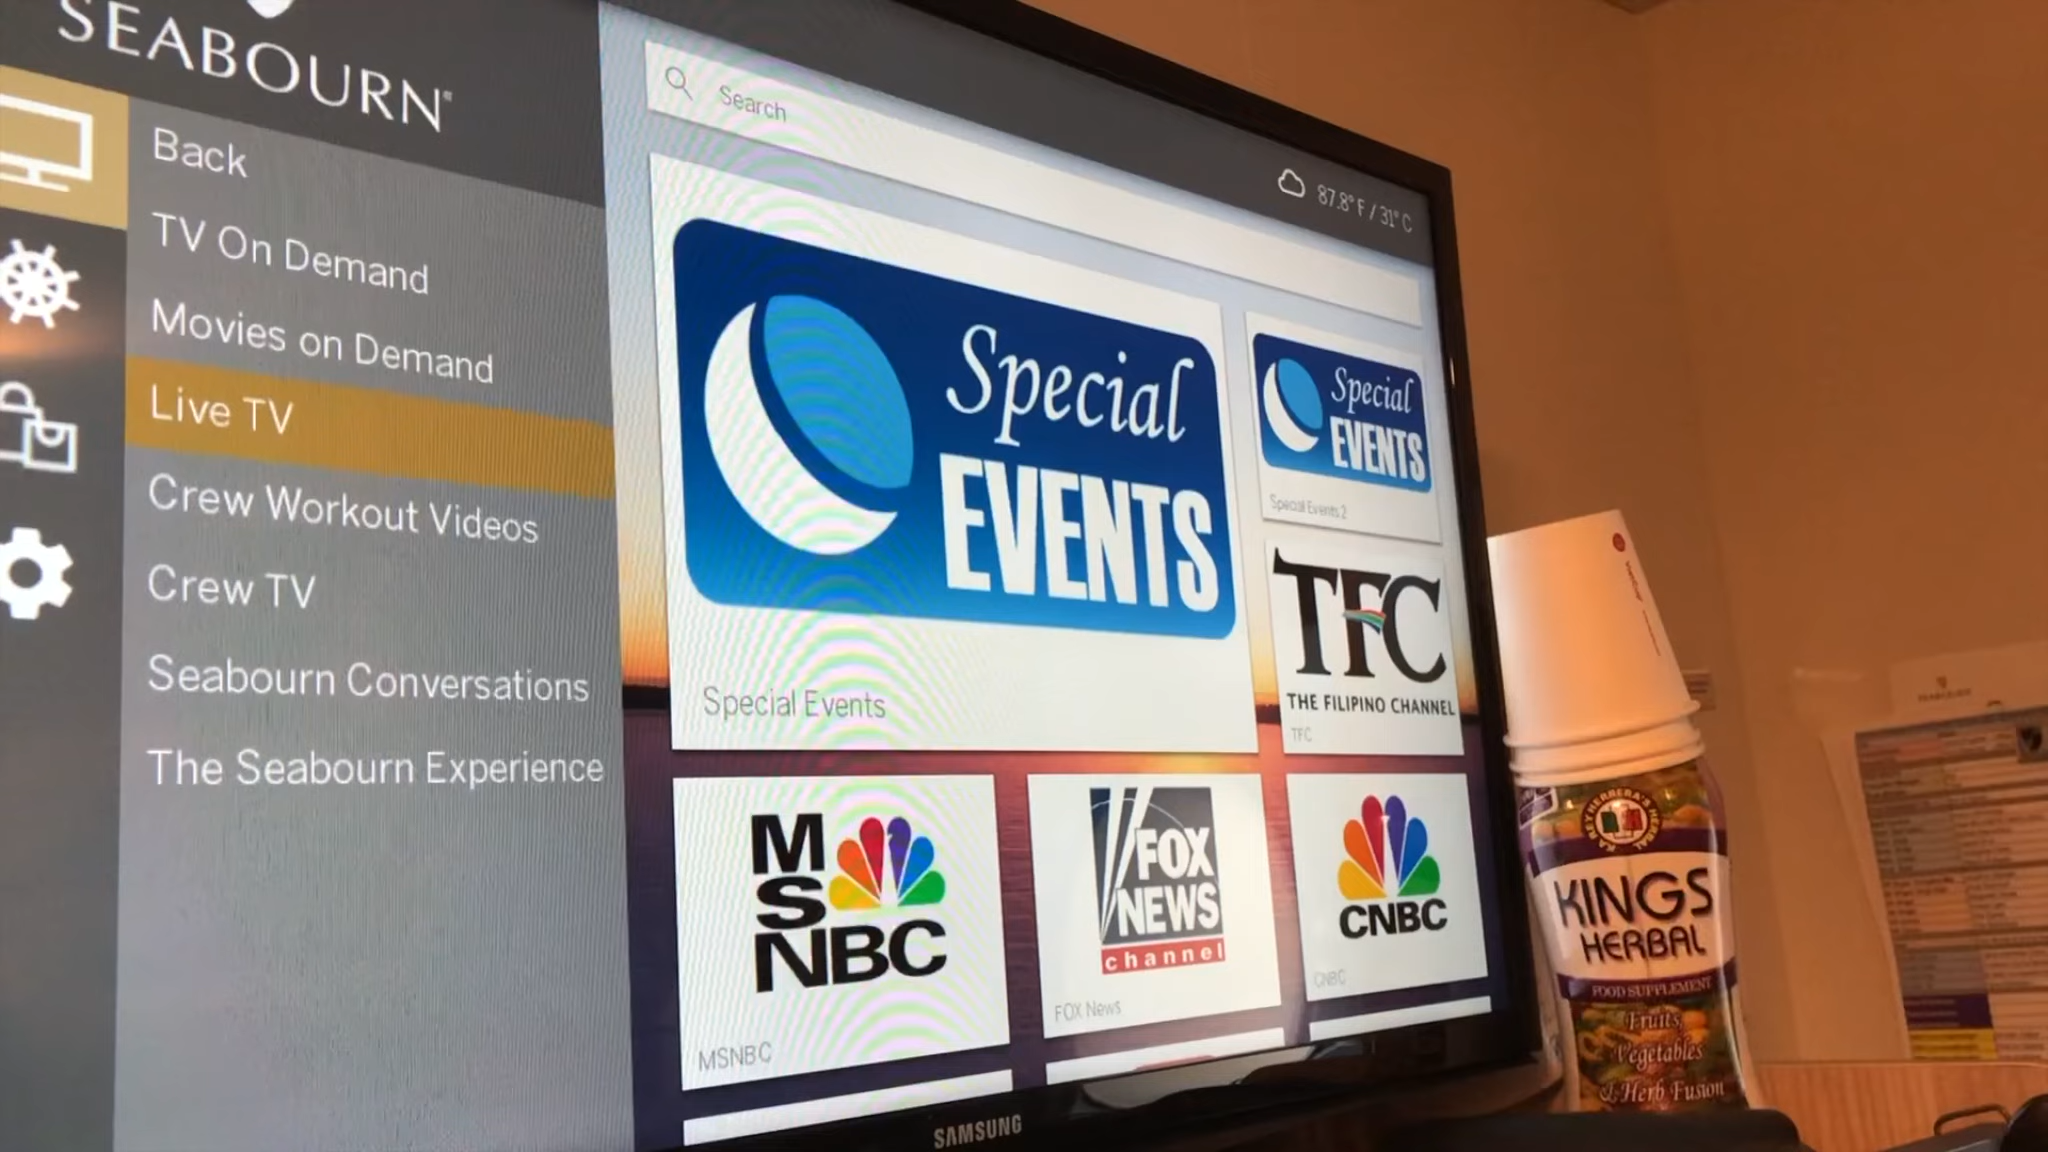 SEABOURN
Back
TV On Demand
Movies on Demand
Live TV
Crew Workout Videos
Crew TV
Seabourn Conversations
The Seabourn Experience
Search
87.8° F / 31° C
Special
EVENTS
Special Events
Special
EVENTS
Special Events 2
TFC
THE FILIPINO CHANNEL
TFC
M
S
NBC
MSNBC
FOX
NEWS
channel
FOX News
CNBC
CNBC
SAMSUNG
KINGS
HERBAL
FOOD SUPPLEMENT
Fruits,
Vegetables
& Herb Fusion